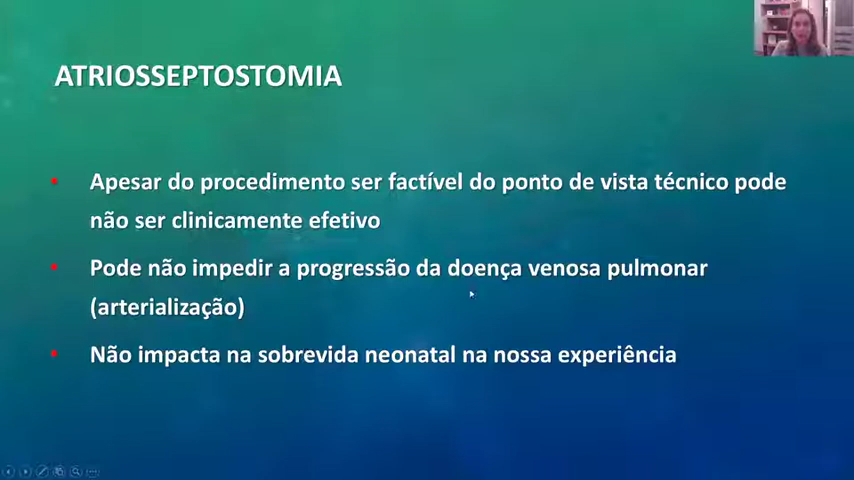 ATRIOSSEPTOSTOMIA
• Apesar do procedimento ser factível do ponto de vista técnico pode
não ser clinicamente efetivo
• Pode não impedir a progressão da doença venosa pulmonar
(arterialização)
• Não impacta na sobrevida neonatal na nossa experiência